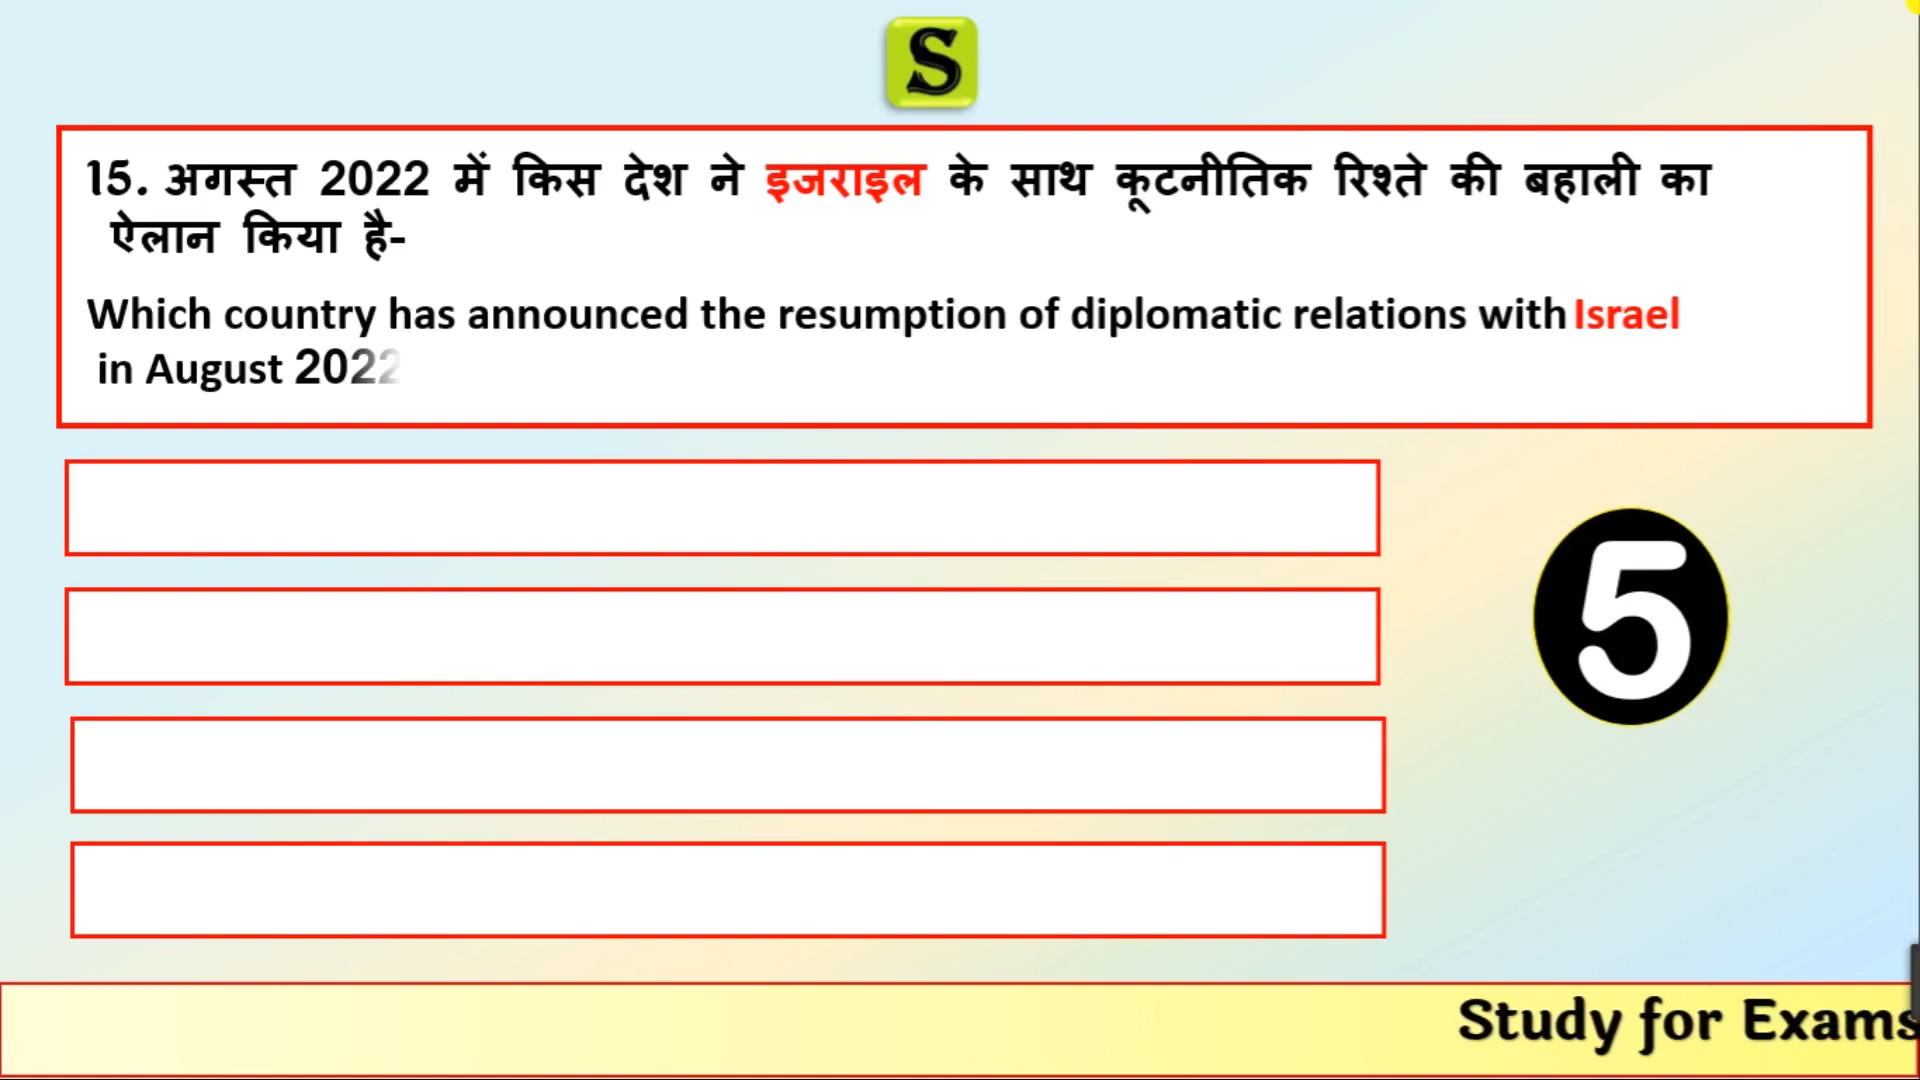 S
15. अगस्त 2022 में किस देश ने इजराइल के साथ कूटनीतिक रिश्ते की बहाली का
ऐलान किया है-
Which country has announced the resumption of diplomatic relations with Israel
in August 2022
5
Study for Exams